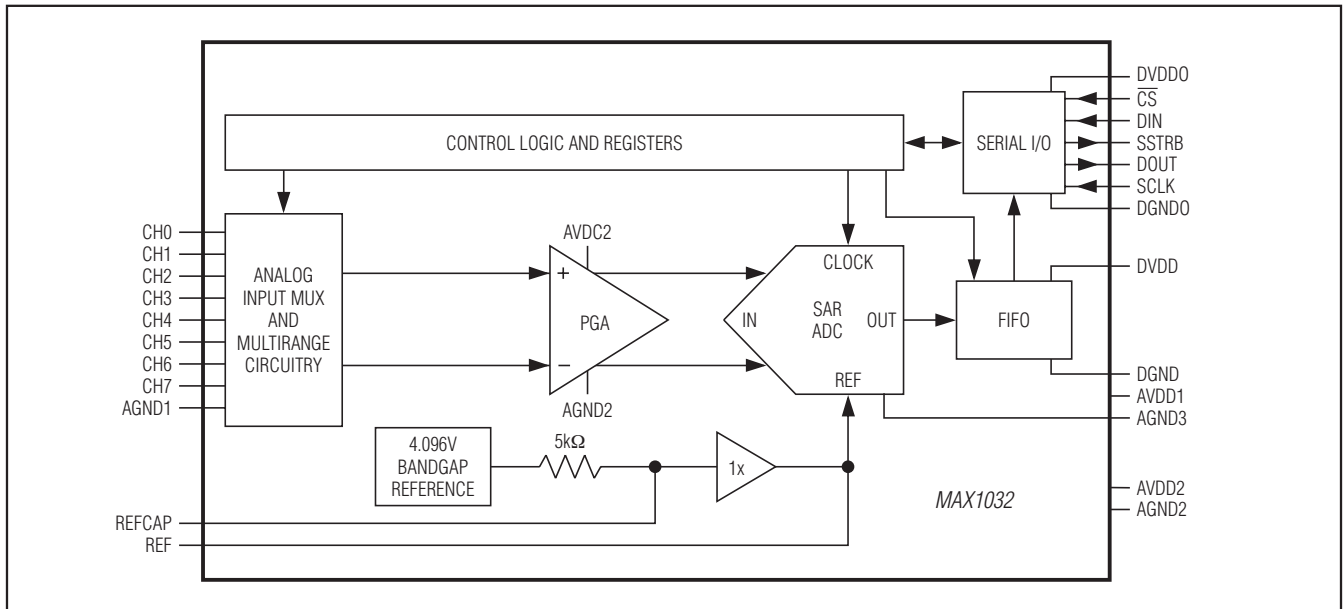 DVDDO
CS
DIN
SSTRB
DOUT
SCLK
DGNDO
CONTROL LOGIC AND REGISTERS
SERIAL I/O
CH0
CH1
CH2
CH3
CH4
CH5
CH6
CH7
AGND1
ANALOG
INPUT MUX
AND
MULTIRANGE
CIRCUITRY
AVDC2
+
PGA
−
AGND2
CLOCK
IN
SAR
ADC
OUT
REF
FIFO
DVDD
DGND
AVDD1
AGND3
4.096V
BANDGAP
REFERENCE
5kΩ
1x
MAX1032
AVDD2
AGND2
REFCAP
REF